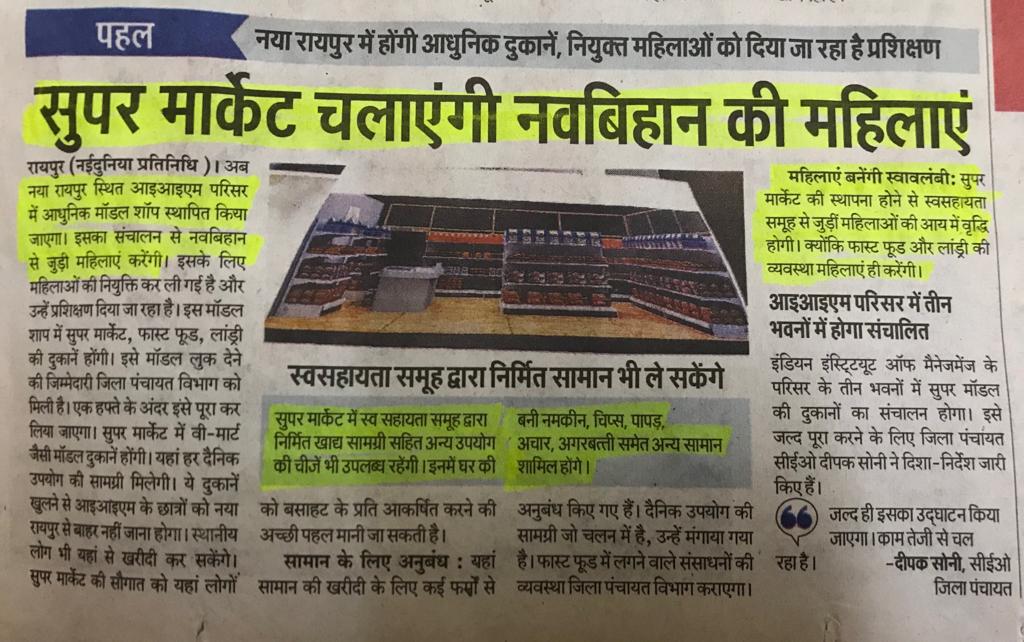 पहल
नया रायपुर में होंगी आधुनिक दुकानें, नियुक्त महिलाओं को दिया जा रहा है प्रशिक्षण
सुपर मार्केट चलाएंगी नवबिहान की महिलाएं
रायपुर (नईदुनिया प्रतिनिधि)। अब
नया रायपुर स्थित आइआइएम परिसर
में आधुनिक मॉडल शॉप स्थापित किया
जाएगा। इसका संचालन से नवबिहान
से जुड़ी महिलाएं करेंगी। इसके लिए
महिलाओं की नियुक्ति कर ली गई है और
उन्हें प्रशिक्षण दिया जा रहा है। इस मॉडल
शाप में सुपर मार्केट, फास्ट फूड, लांड्री
की दुकानें होंगी। इसे मॉडल लुक देने
की जिम्मेदारी जिला पंचायत विभाग को
मिली है। एक हफ्ते के अंदर इसे पूरा कर
लिया जाएगा। सुपर मार्केट में वी-मार्ट
जैसी मॉडल दुकानें होंगी। यहां हर दैनिक
उपयोग की सामग्री मिलेगी। ये दुकानें
खुलने से आइआइएम के छात्रों को नया
रायपुर से बाहर नहीं जाना होगा। स्थानीय
लोग भी यहां से खरीदी कर सकेंगे।
सुपर मार्केट की सौगात को यहां लोगों
स्वसहायता समूह द्वारा निर्मित सामान भी ले सकेंगे
सुपर मार्केट में स्व सहायता समूह द्वारा
निर्मित खाद्य सामग्री सहित अन्य उपयोग
की चीजें भी उपलब्ध रहेंगी। इनमें घर की
बनी नमकीन, चिप्स, पापड़,
अचार, अगरबत्ती समेत अन्य सामान
शामिल होंगे।
को बसाहट के प्रति आकर्षित करने की
अच्छी पहल मानी जा सकती है।
सामान के लिए अनुबंध : यहां
सामान की खरीदी के लिए कई फर्मों से
अनुबंध किए गए हैं। दैनिक उपयोग की
सामग्री जो चलन में है, उन्हें मंगाया गया
है। फास्ट फूड में लगने वाले संसाधनों की
व्यवस्था जिला पंचायत विभाग कराएगा।
महिलाएं बनेंगी स्वावलंबी: सुपर
मार्केट की स्थापना होने से स्वसहायता
समूह से जुड़ीं महिलाओं की आय में वृद्धि
होगी। क्योंकि फास्ट फूड और लांड्री की
व्यवस्था महिलाएं ही करेंगी।
आइआइएम परिसर में तीन
भवनों में होगा संचालित
इंडियन इंस्ट्रिट्यूट ऑफ मैनेजमेंज के
परिसर के तीन भवनों में सुपर मॉडल
की दुकानों का संचालन होगा। इसे
जल्द पूरा करने के लिए जिला पंचायत
सीईओ दीपक सोनी ने दिशा-निर्देश जारी
किए हैं।
जल्द ही इसका उद्घाटन किया
जाएगा। काम तेजी से चल
रहा है।
-दीपक सोनी, सीईओ
जिला पंचायत